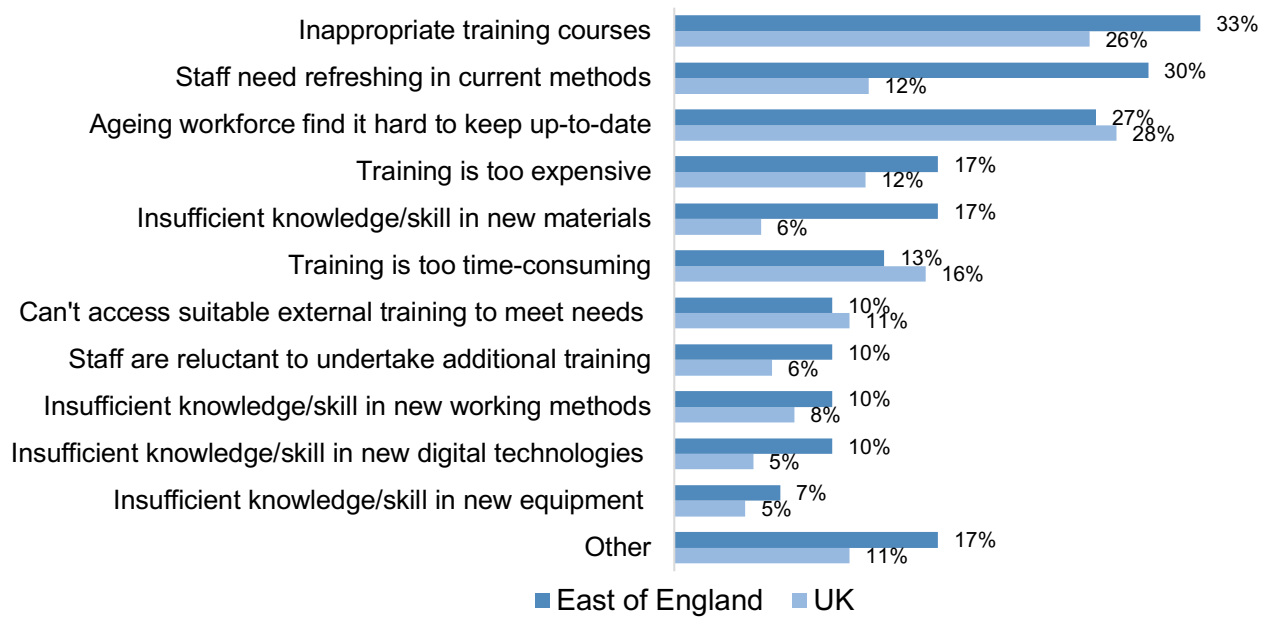 Inappropriate training courses 33%
26%
Staff need refreshing in current methods 30%
12%
Ageing workforce find it hard to keep up-to-date 27%
28%
Training is too expensive 17%
12%
Insufficient knowledge/skill in new materials 17%
6%
Training is too time-consuming 13%
16%
Can't access suitable external training to meet needs 10%
11%
Staff are reluctant to undertake additional training 10%
6%
Insufficient knowledge/skill in new working methods 10%
8%
Insufficient knowledge/skill in new digital technologies 10%
5%
Insufficient knowledge/skill in new equipment 7%
5%
Other 17%
11%
East of England UK